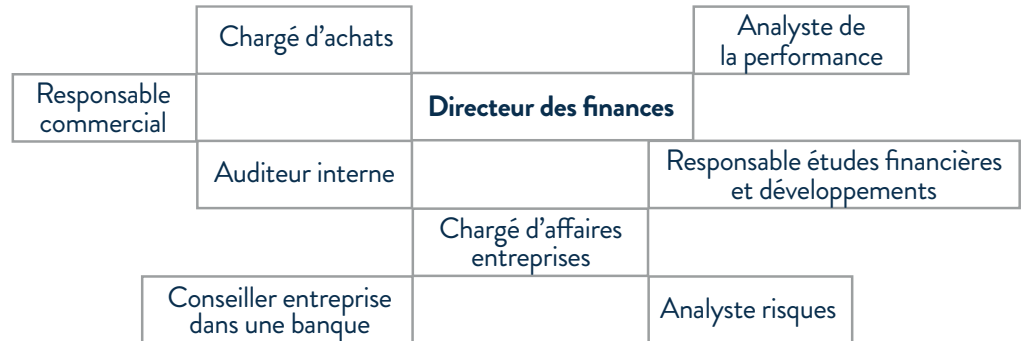 Chargé d’achats
Analyste de
la performance
Responsable
commercial
Directeur des finances
Auditeur interne
Responsable études financières
et développements
Chargé d’affaires
entreprises
Conseiller entreprise
dans une banque
Analyste risques